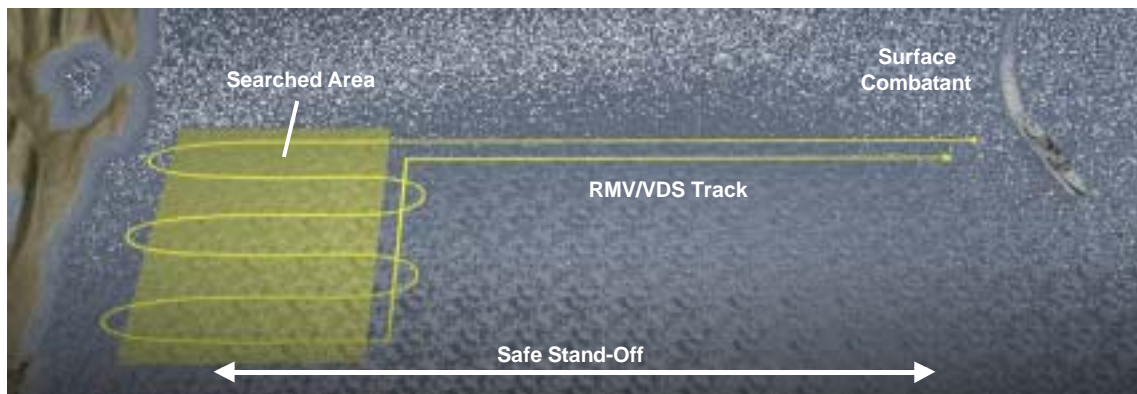 Searched Area
Surface
Combatant
RMV/VDS Track
Safe Stand-Off